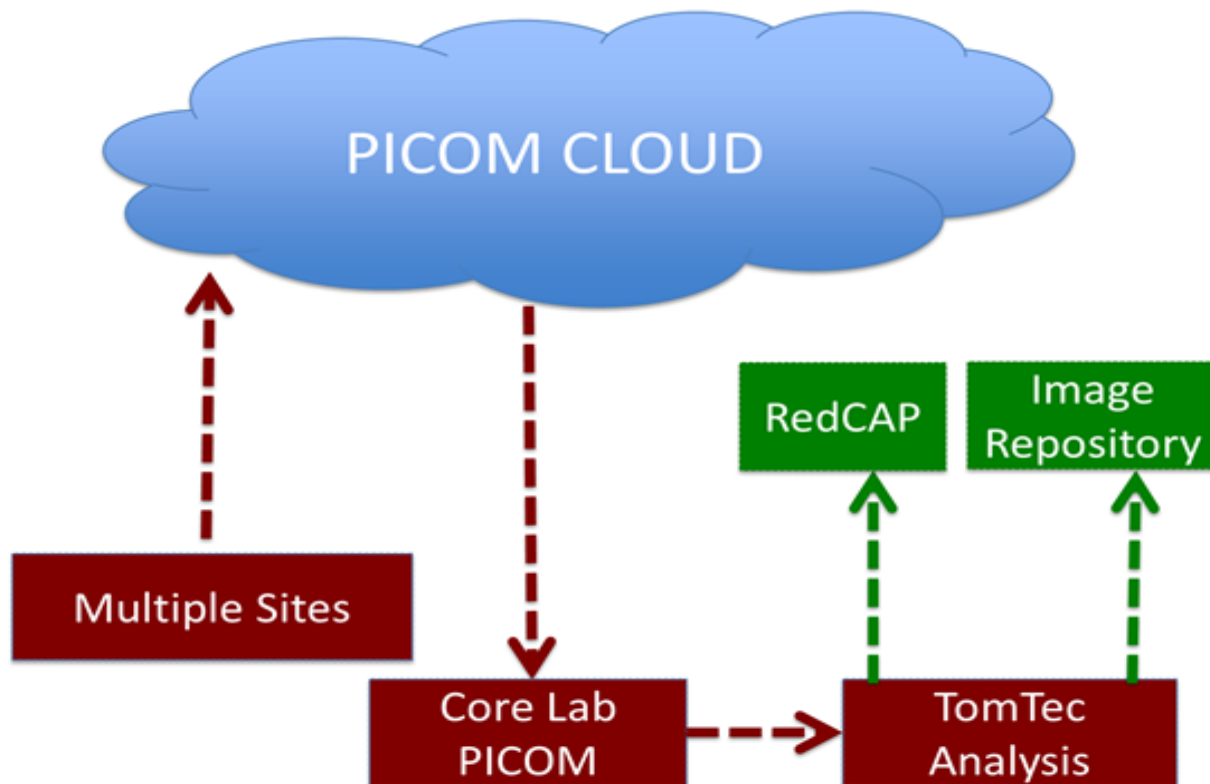 PICOM CLOUD
RedCAP
Image
Repository
Multiple Sites
Core Lab
PICOM
TomTec
Analysis